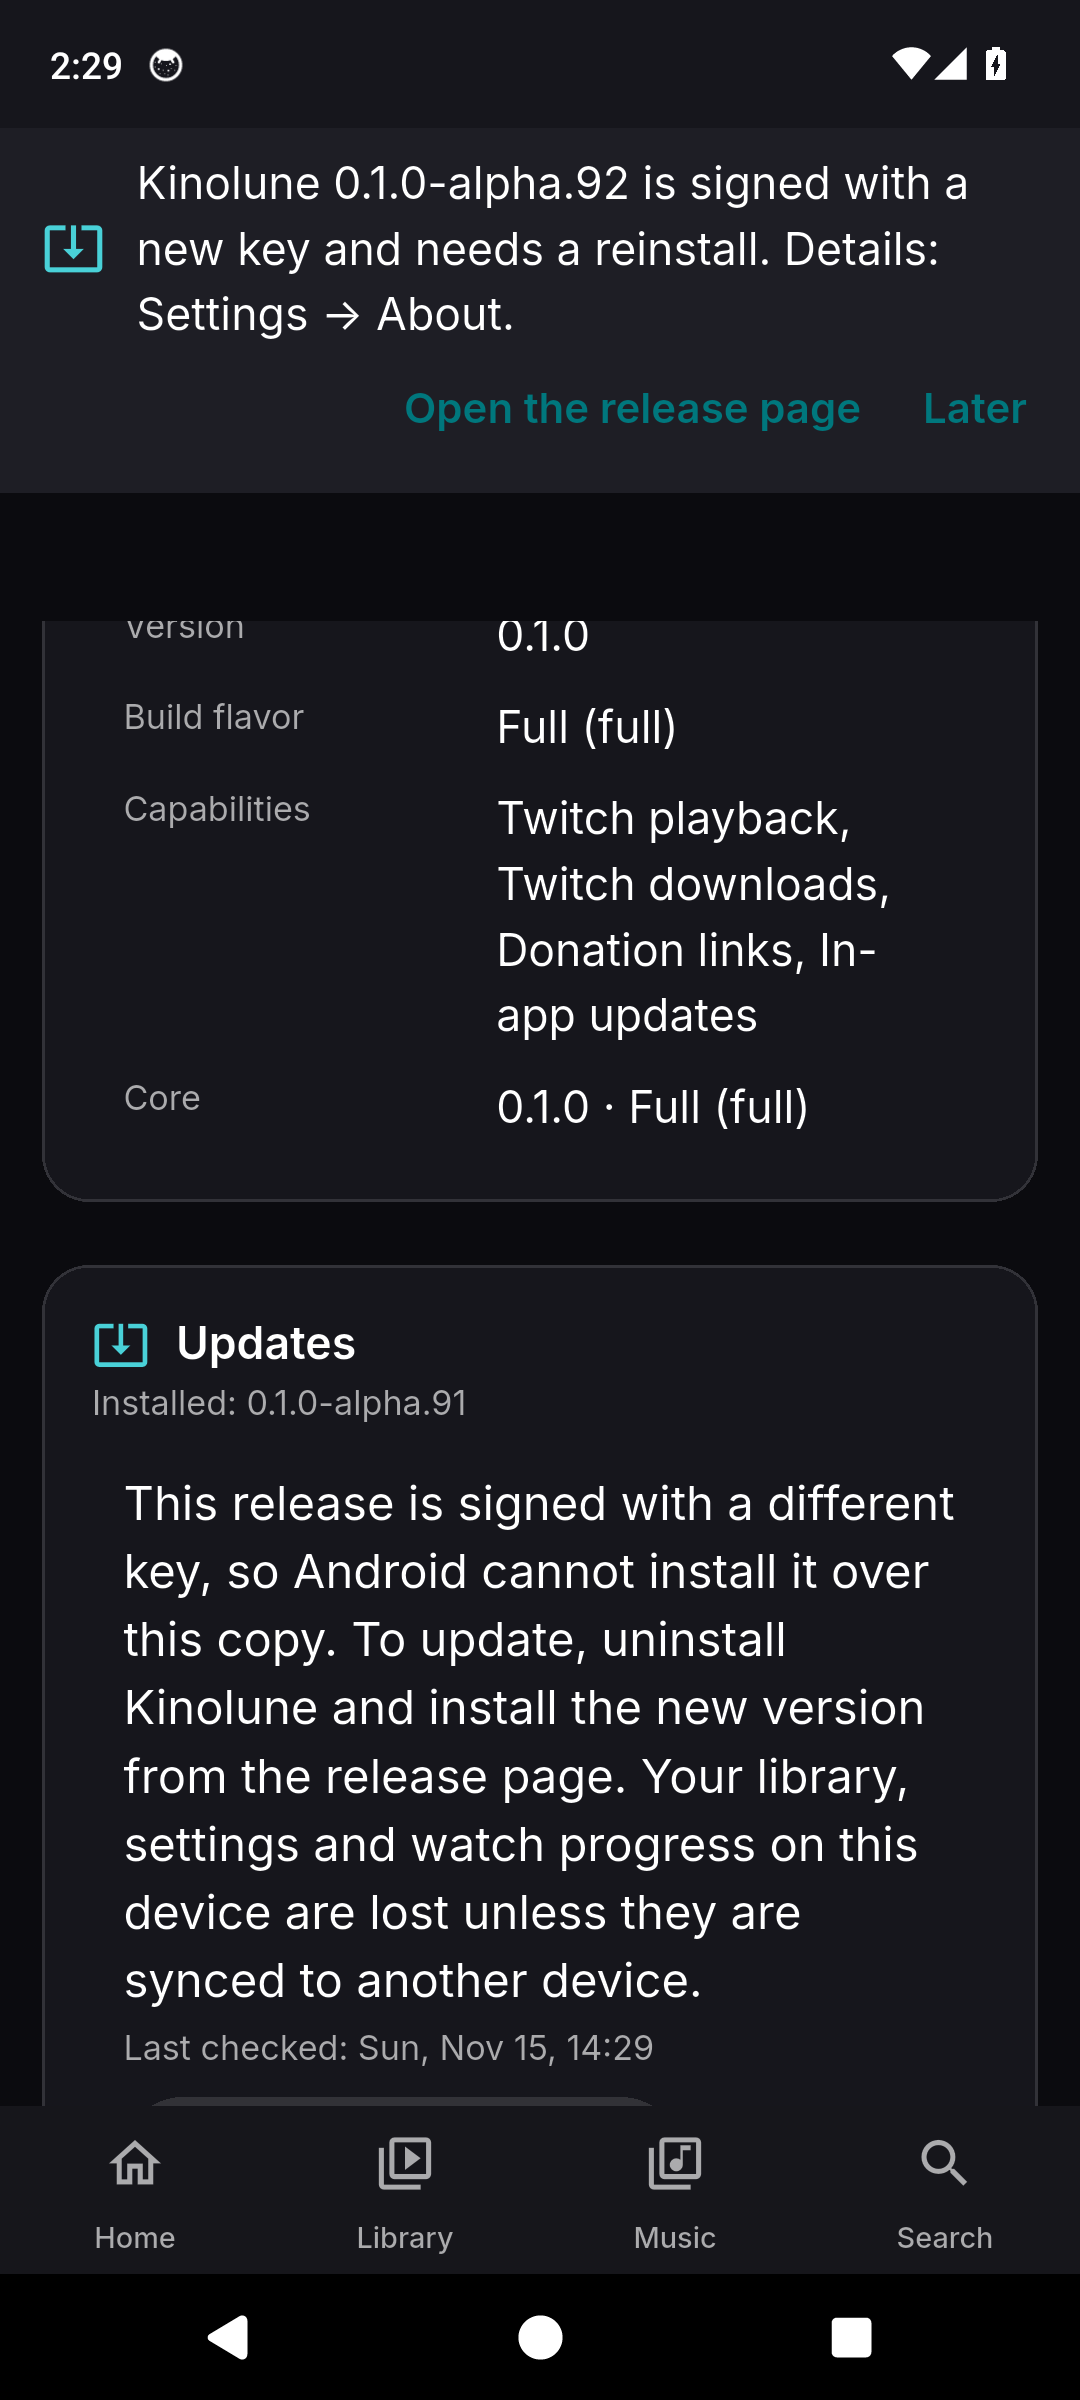 2:29
Kinolune 0.1.0-alpha.92 is signed with a
new key and needs a reinstall. Details:
Settings → About.
Open the release page Later
Version 0.1.0
Build flavor Full (full)
Capabilities Twitch playback,
Twitch downloads,
Donation links, In-
app updates
Core 0.1.0 · Full (full)
Updates
Installed: 0.1.0-alpha.91
This release is signed with a different
key, so Android cannot install it over
this copy. To update, uninstall
Kinolune and install the new version
from the release page. Your library,
settings and watch progress on this
device are lost unless they are
synced to another device.
Last checked: Sun, Nov 15, 14:29
Home Library Music Search